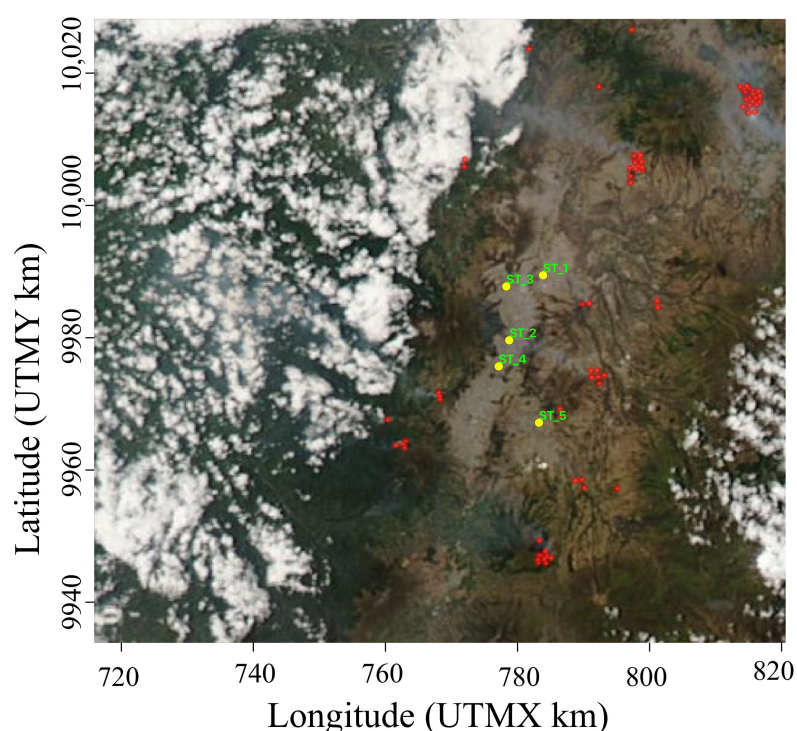 10,020
10,000
9980
9960
9940
Latitude (UTMY km)
ST_1
ST_3
ST_2
ST_4
ST_5
720 740 760 780 800 820
Longitude (UTMX km)